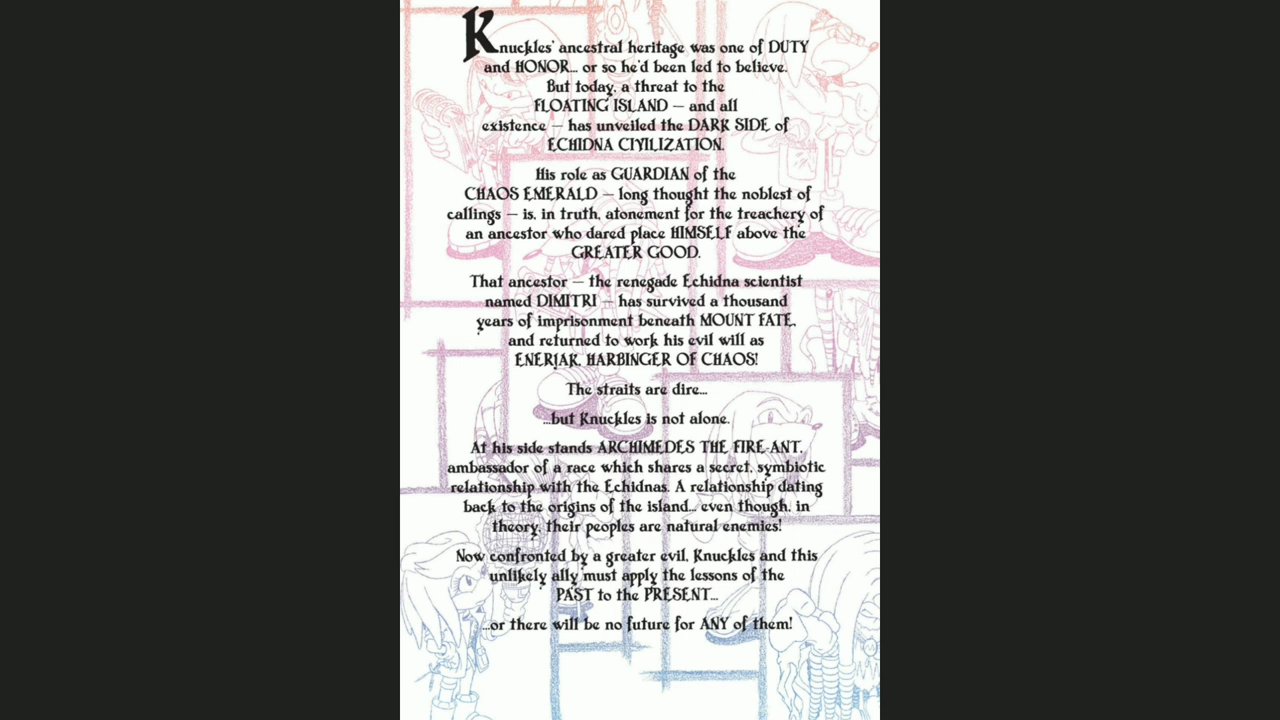 Knuckles' ancestral heritage was one of DUTY
and HONOR... or so he'd been led to believe.
But today, a threat to the
FLOATING ISLAND — and all
existence — has unveiled the DARK SIDE of
ECHIDNA CIVILIZATION.
His role as GUARDIAN of the
CHAOS EMERALD — long thought the noblest of
callings — is, in truth, atonement for the treachery of
an ancestor who dared place HIMSELF above the
GREATER GOOD.
That ancestor — the renegade Echidna scientist
named DIMITRI — has survived a thousand
years of imprisonment beneath MOUNT FATE,
and returned to work his evil will as
ENERJAK, HARBINGER OF CHAOS!
The straits are dire...
...but Knuckles is not alone.
At his side stands ARCHIMEDES THE FIRE-ANT,
ambassador of a race which shares a secret, symbiotic
relationship with the Echidnas. A relationship dating
back to the origins of the island... even though, in
theory, their peoples are natural enemies!
Now confronted by a greater evil, Knuckles and this
unlikely ally must apply the lessons of the
PAST to the PRESENT...
...or there will be no future for ANY of them!